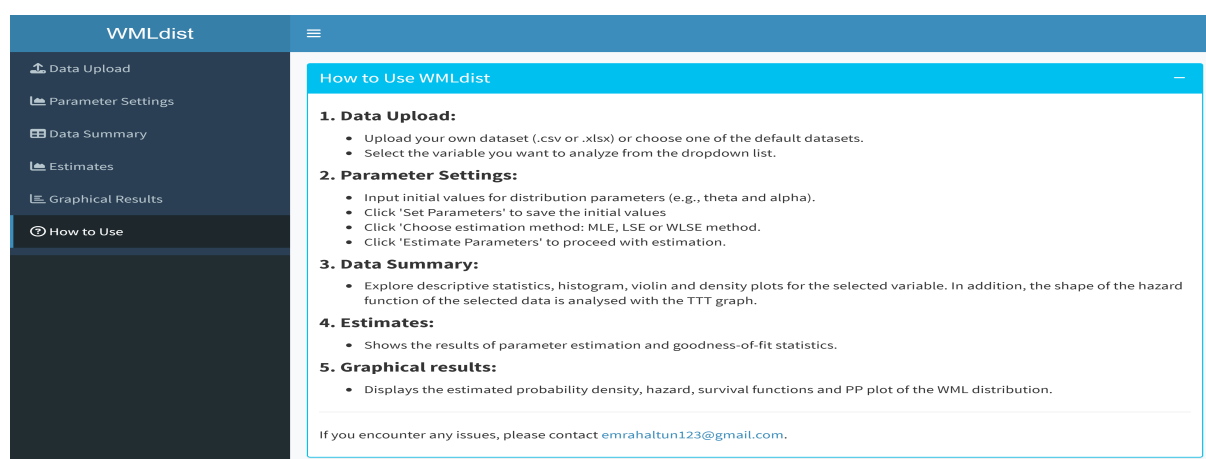 WMLdist
Data Upload
Parameter Settings
Data Summary
Estimates
Graphical Results
How to Use
How to Use WMLdist
1. Data Upload:
• Upload your own dataset (.csv or .xlsx) or choose one of the default datasets.
• Select the variable you want to analyze from the dropdown list.
2. Parameter Settings:
• Input initial values for distribution parameters (e.g., theta and alpha).
• Click 'Set Parameters' to save the initial values
• Click 'Choose estimation method: MLE, LSE or WLSE method.
• Click 'Estimate Parameters' to proceed with estimation.
3. Data Summary:
• Explore descriptive statistics, histogram, violin and density plots for the selected variable. In addition, the shape of the hazard
function of the selected data is analysed with the TTT graph.
4. Estimates:
• Shows the results of parameter estimation and goodness-of-fit statistics.
5. Graphical results:
• Displays the estimated probability density, hazard, survival functions and PP plot of the WML distribution.
If you encounter any issues, please contact emrahaltun123@gmail.com.